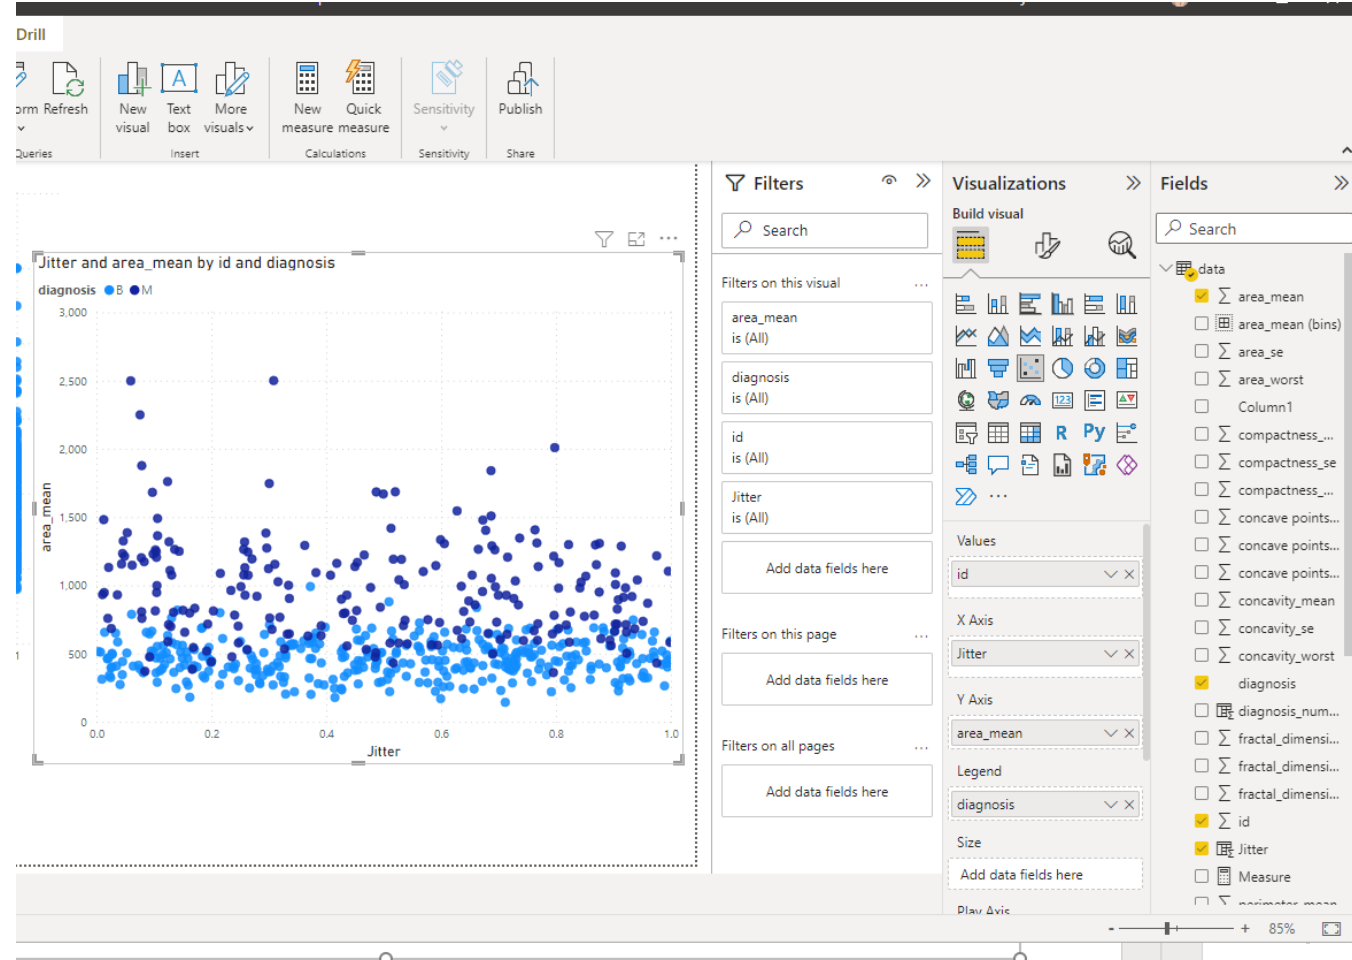 Drill
orm Refresh
New visual
Text box
More visuals
New measure
Quick measure
Sensitivity
Publish
Queries
Insert
Calculations
Sensitivity
Share
Jitter and area_mean by id and diagnosis
diagnosis B M
3,000
2,500
2,000
1,500
1,000
500
0
area_mean
0.0 0.2 0.4 0.6 0.8 1.0
Jitter
1
Filters
Search
Filters on this visual ...
area_mean
is (All)
diagnosis
is (All)
id
is (All)
Jitter
is (All)
Add data fields here
Filters on this page ...
Add data fields here
Filters on all pages ...
Add data fields here
Visualizations
Build visual
123
R Py
...
Values
id
X Axis
Jitter
Y Axis
area_mean
Legend
diagnosis
Size
Add data fields here
Play Axis
Fields
Search
data
area_mean
area_mean (bins)
area_se
area_worst
Column1
compactness_...
compactness_se
compactness_...
concave points...
concave points...
concave points...
concavity_mean
concavity_se
concavity_worst
diagnosis
diagnosis_num...
fractal_dimensi...
fractal_dimensi...
fractal_dimensi...
id
Jitter
Measure
perimeter_mean
- + 85%